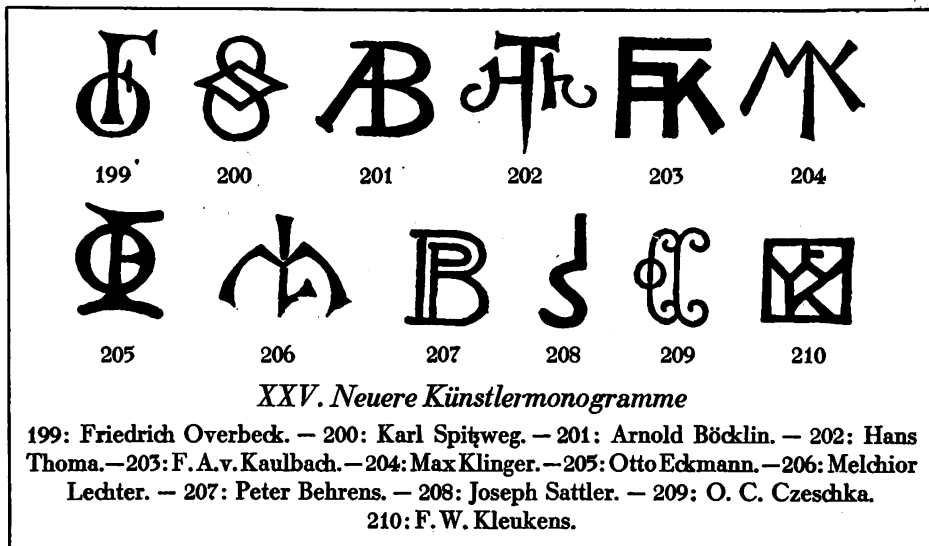 199 200 201 202 203 204
205 206 207 208 209 210
XXV. Neuere Künstlermonogramme
199: Friedrich Overbeck. — 200: Karl Spitzweg. — 201: Arnold Böcklin. — 202: Hans
Thoma.—203: F. A. v. Kaulbach.—204: Max Klinger.—205: Otto Eckmann.—206: Melchior
Lechter. — 207: Peter Behrens. — 208: Joseph Sattler. — 209: O. C. Czeschka.
210: F. W. Kleukens.